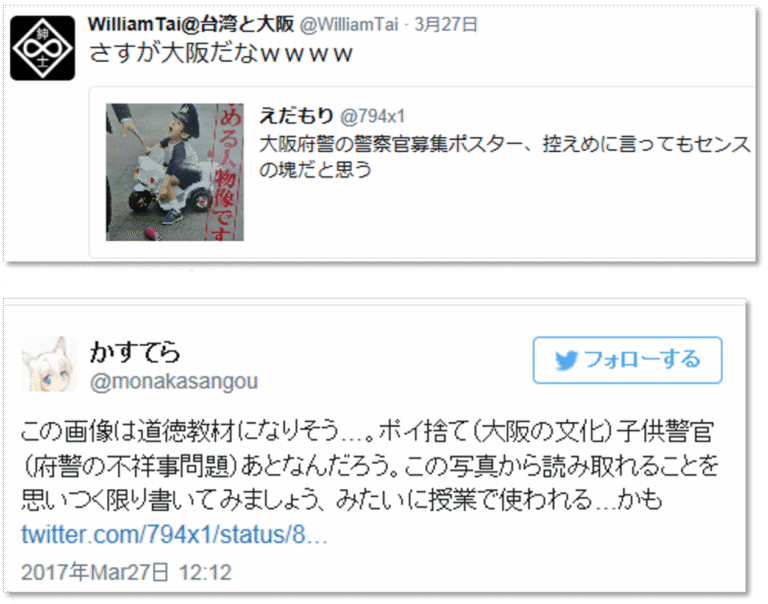 WilliamTai@台湾と大阪 @WilliamTai · 3月27日
さすが大阪だなｗｗｗｗ
えだもり @794x1
大阪府警の警察官募集ポスター、控えめに言ってもセンス
の塊だと思う
める人物像です
紳
士
かすてら
@monakasangou
フォローする
この画像は道徳教材になりそう…。ポイ捨て（大阪の文化）子供警官
（府警の不祥事問題）あとなんだろう。この写真から読み取れることを
思いつく限り書いてみましょう、みたいに授業で使われる…かも
twitter.com/794x1/status/8…
2017年Mar27日 12:12